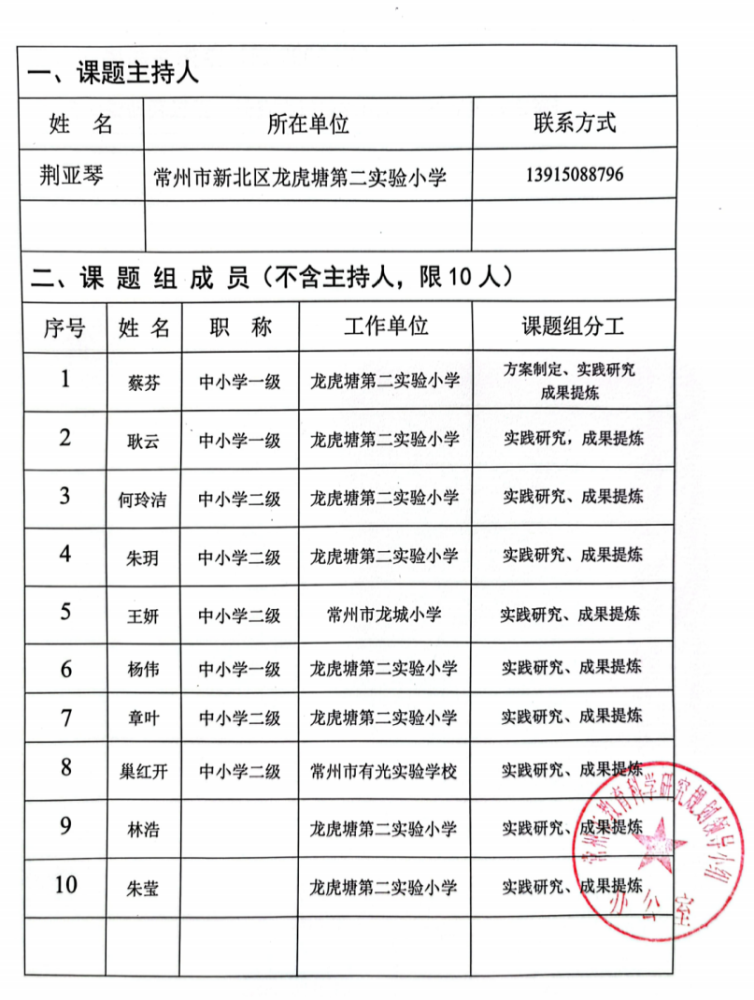 一、课题主持人
姓 名 所在单位 联系方式
荆亚琴 常州市新北区龙虎塘第二实验小学 13915088796
二、课 题 组 成 员（不含主持人，限 10 人）
序号 姓 名 职 称 工作单位 课题组分工
1 蔡芬 中小学一级 龙虎塘第二实验小学 方案制定、实践研究
成果提炼
2 耿云 中小学一级 龙虎塘第二实验小学 实践研究，成果提炼
3 何玲洁 中小学二级 龙虎塘第二实验小学 实践研究、成果提炼
4 朱玥 中小学二级 龙虎塘第二实验小学 实践研究、成果提炼
5 王妍 中小学二级 常州市龙城小学 实践研究、成果提炼
6 杨伟 中小学一级 龙虎塘第二实验小学 实践研究、成果提炼
7 章叶 中小学二级 龙虎塘第二实验小学 实践研究、成果提炼
8 巢红开 中小学二级 常州市有光实验学校 实践研究、成果提炼
9 林浩 龙虎塘第二实验小学 实践研究、成果提炼
10 朱莹 龙虎塘第二实验小学 实践研究、成果提炼
常州市教育科学研究规划领导小组
办公室